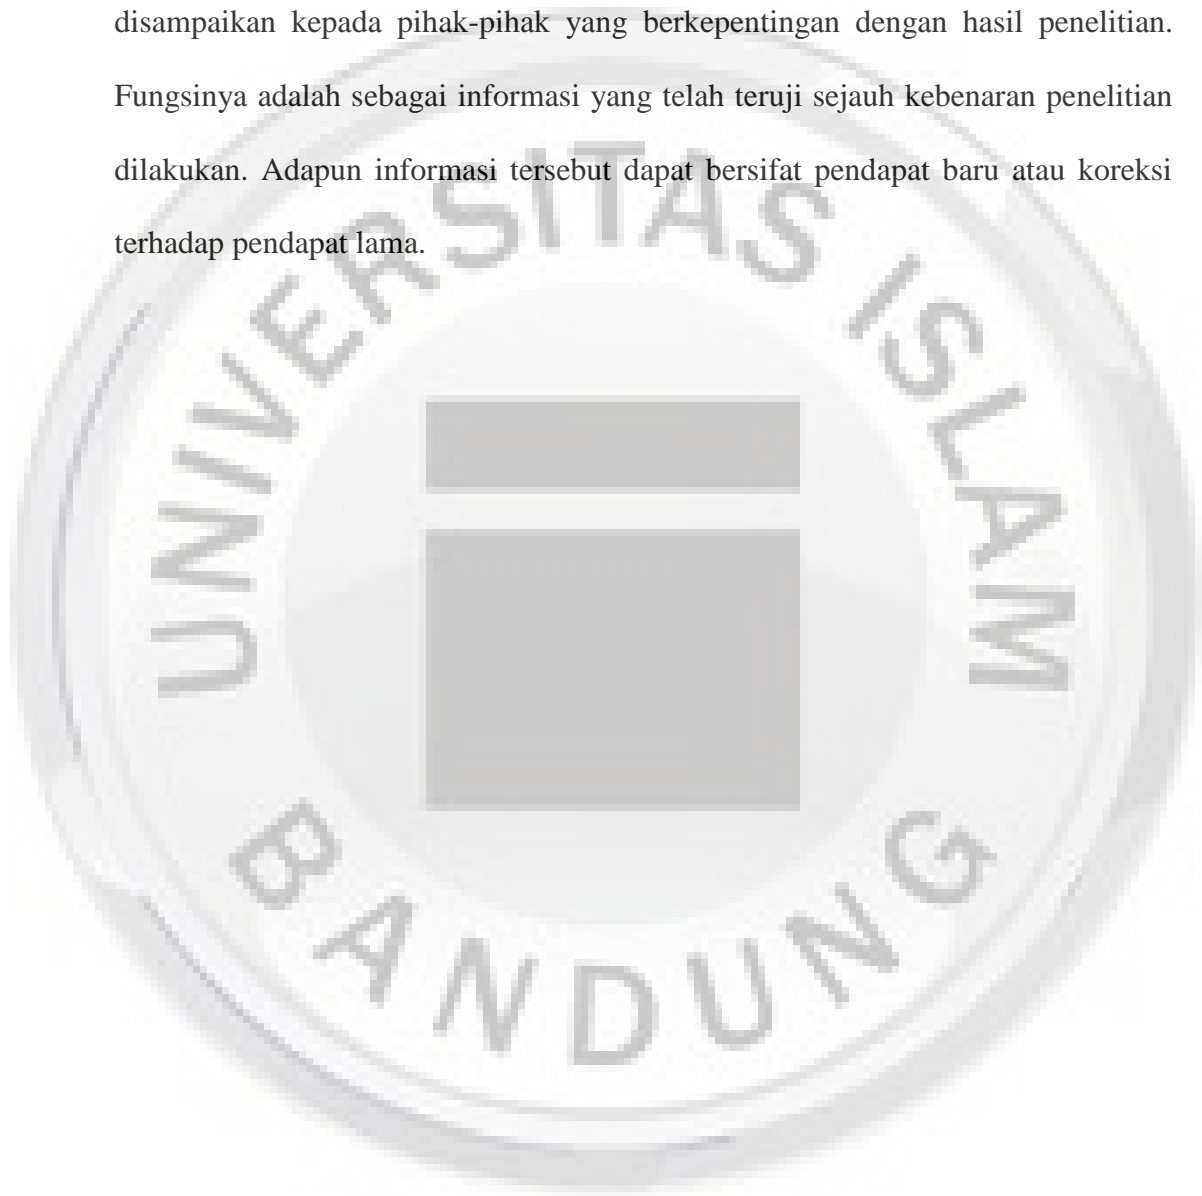 disampaikan kepada pihak-pihak yang berkepentingan dengan hasil penelitian.
Fungsinya adalah sebagai informasi yang telah teruji sejauh kebenaran penelitian
dilakukan. Adapun informasi tersebut dapat bersifat pendapat baru atau koreksi
terhadap pendapat lama.
UNIVERSITAS ISLAM
BANDUNG